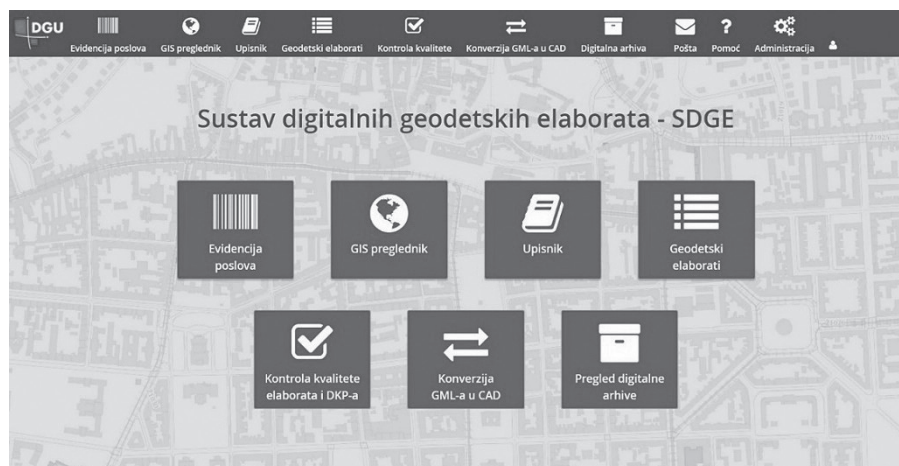 DGU
Evidencija poslova GIS preglednik Upisnik Geodetski elaborati Kontrola kvalitete Konverzija GML-a u CAD Digitalna arhiva Pošta Pomoć Administracija
Sustav digitalnih geodetskih elaborata - SDGE
Evidencija
poslova
GIS preglednik
Upisnik
Geodetski
elaborati
Kontrola kvalitete
elaborata i DKP-a
Konverzija
GML-a u CAD
Pregled digitalne
arhive